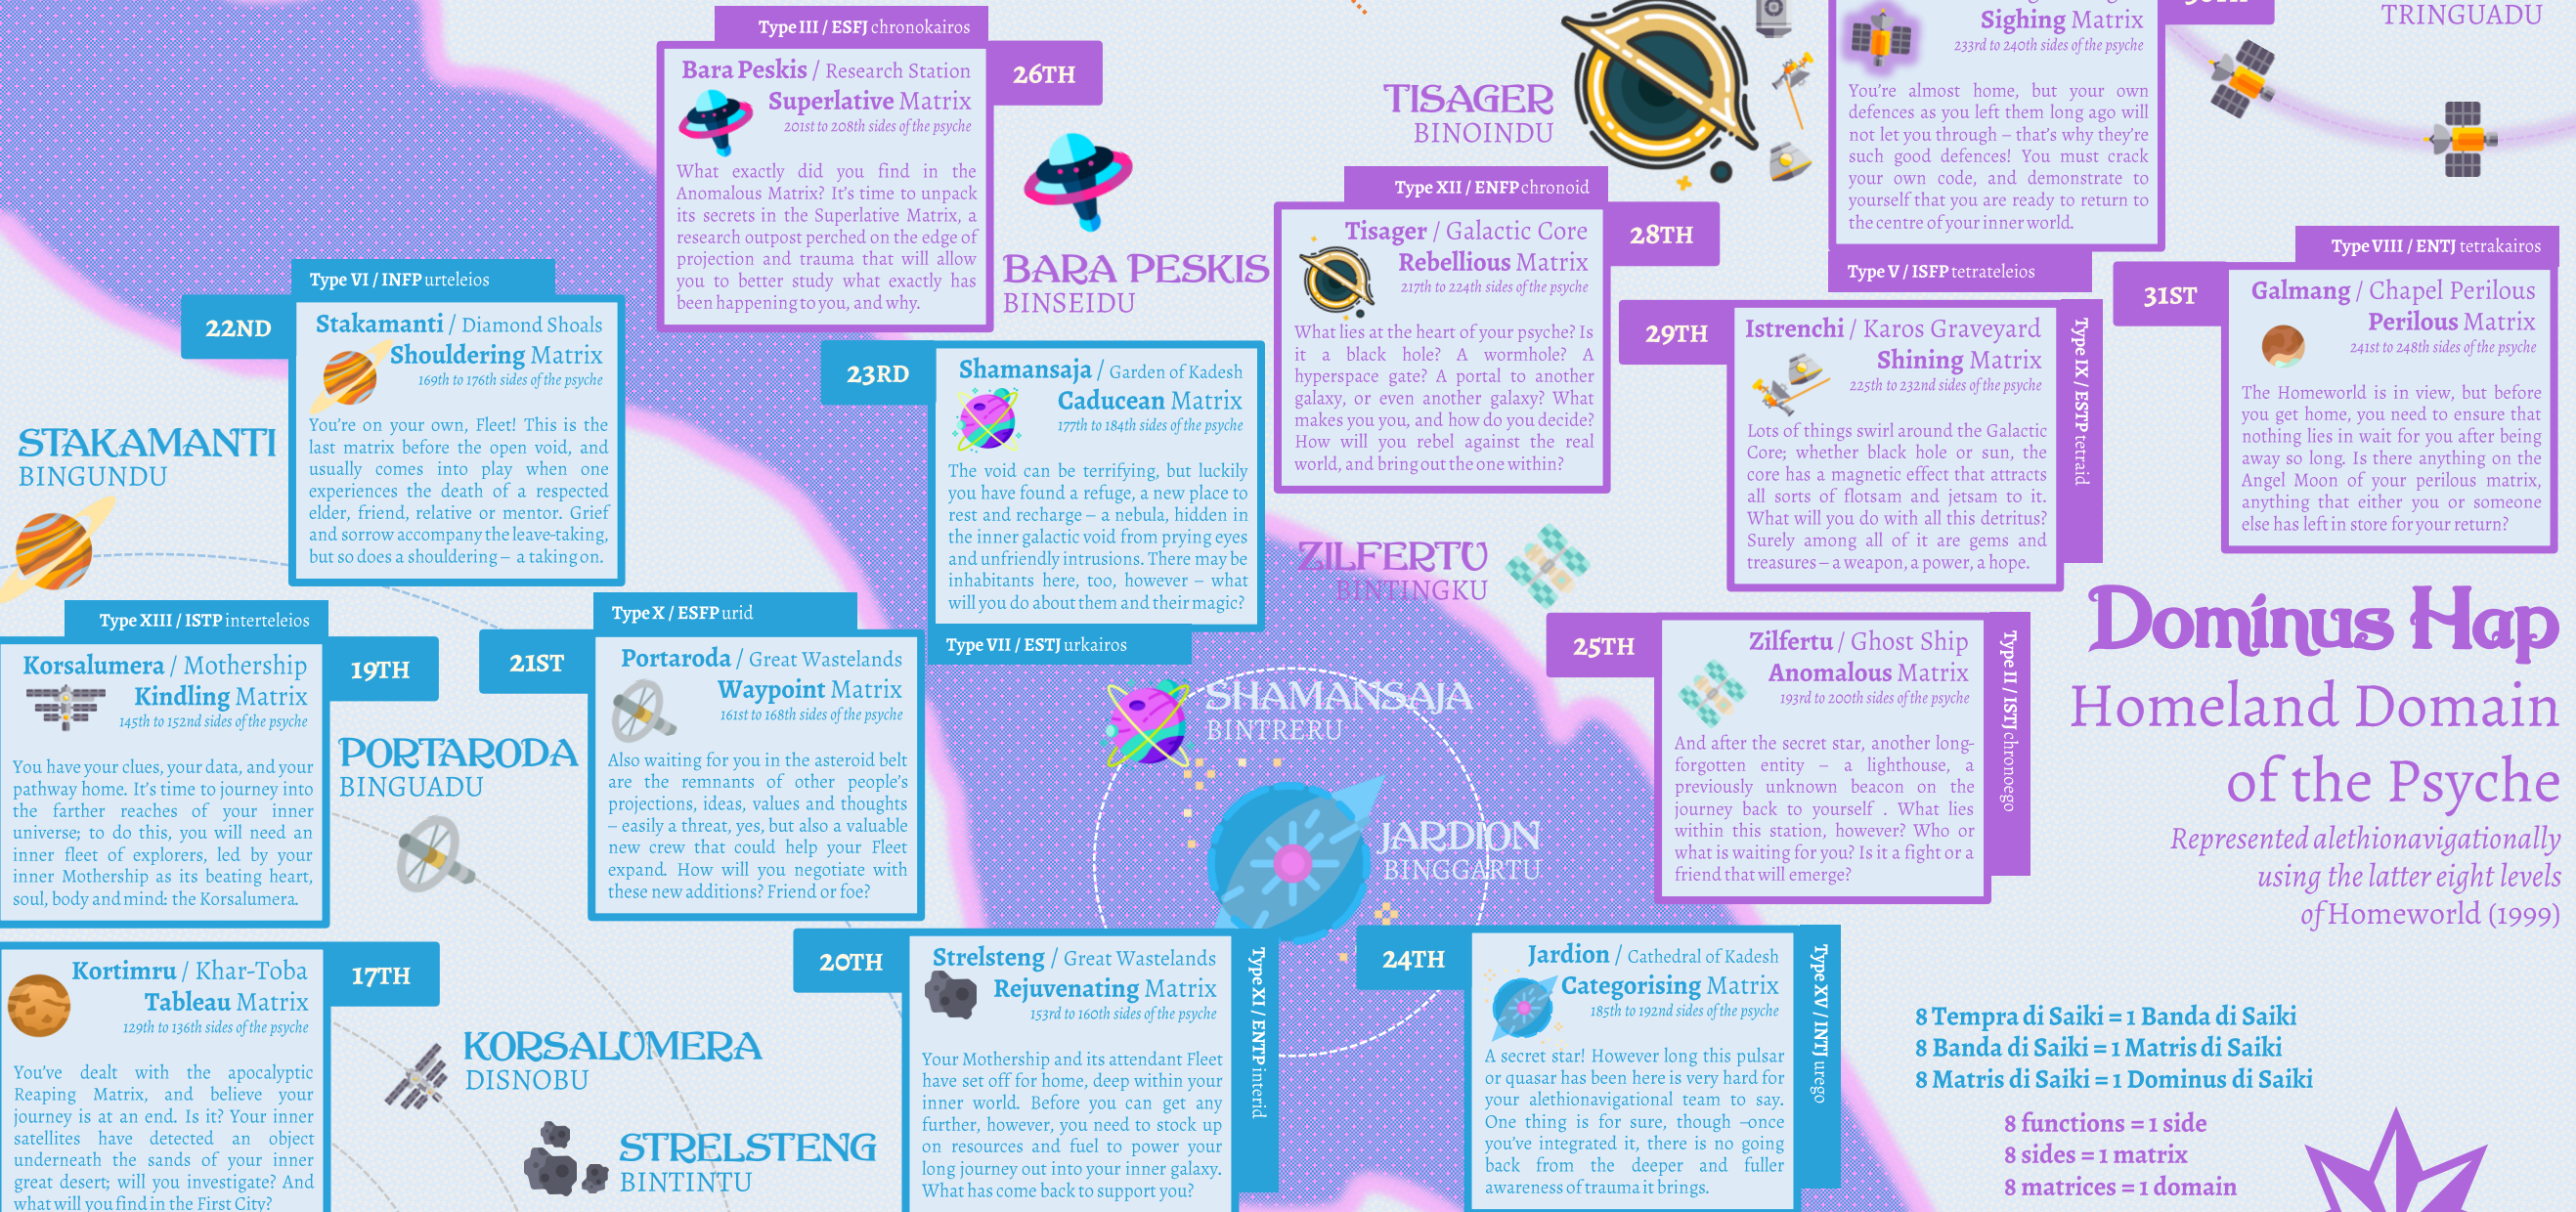 Type III / ESFJ chronokairos
Bara Peskis / Research Station
Superlative Matrix
201st to 208th sides of the psyche
What exactly did you find in the
Anomalous Matrix? It's time to unpack
its secrets in the Superlative Matrix, a
research outpost perched on the edge of
projection and trauma that will allow
you to better study what exactly has
been happening to you, and why.
26TH
BARA PESKIS
BINSEIDU
TISAGER
BINOINDU
Sighing Matrix
233rd to 240th sides of the psyche
You're almost home, but your own
defences as you left them long ago will
not let you through – that's why they're
such good defences! You must crack
your own code, and demonstrate to
yourself that you are ready to return to
the centre of your inner world.
Type V / ISFP tetrateleios
TRINGUADU
Type XII / ENFP chronoid
Tisager / Galactic Core
Rebellious Matrix
217th to 224th sides of the psyche
What lies at the heart of your psyche? Is
it a black hole? A wormhole? A
hyperspace gate? A portal to another
galaxy, or even another galaxy? What
makes you you, and how do you decide?
How will you rebel against the real
world, and bring out the one within?
28TH
29TH
Istrenchi / Karos Graveyard
Shining Matrix
225th to 232nd sides of the psyche
Lots of things swirl around the Galactic
Core; whether black hole or sun, the
core has a magnetic effect that attracts
all sorts of flotsam and jetsam to it.
What will you do with all this detritus?
Surely among all of it are gems and
treasures – a weapon, a power, a hope.
Type IX / ESTP tetraid
31ST
Type VIII / ENTJ tetrakairos
Galmang / Chapel Perilous
Perilous Matrix
241st to 248th sides of the psyche
The Homeworld is in view, but before
you get home, you need to ensure that
nothing lies in wait for you after being
away so long. Is there anything on the
Angel Moon of your perilous matrix,
anything that either you or someone
else has left in store for your return?
22ND
Type VI / INFP urteleios
Stakamanti / Diamond Shoals
Shouldering Matrix
169th to 176th sides of the psyche
You're on your own, Fleet! This is the
last matrix before the open void, and
usually comes into play when one
experiences the death of a respected
elder, friend, relative or mentor. Grief
and sorrow accompany the leave-taking,
but so does a shouldering – a taking on.
STAKAMANTI
BINGUNDU
23RD
Shamansaja / Garden of Kadesh
Caducean Matrix
177th to 184th sides of the psyche
The void can be terrifying, but luckily
you have found a refuge, a new place to
rest and recharge – a nebula, hidden in
the inner galactic void from prying eyes
and unfriendly intrusions. There may be
inhabitants here, too, however – what
will you do about them and their magic?
Type VII / ESTJ urkairos
ZILFERTU
BINTINGKU
25TH
Zilfertu / Ghost Ship
Anomalous Matrix
193rd to 200th sides of the psyche
And after the secret star, another long-
forgotten entity – a lighthouse, a
previously unknown beacon on the
journey back to yourself . What lies
within this station, however? Who or
what is waiting for you? Is it a fight or a
friend that will emerge?
Type II / ISTJ chronoego
Dominus Hap
Homeland Domain
of the Psyche
Represented alethionavigationally
using the latter eight levels
of Homeworld (1999)
Type XIII / ISTP interteleios
Korsalumera / Mothership
Kindling Matrix
145th to 152nd sides of the psyche
You have your clues, your data, and your
pathway home. It's time to journey into
the farther reaches of your inner
universe; to do this, you will need an
inner fleet of explorers, led by your
inner Mothership as its beating heart,
soul, body and mind: the Korsalumera.
19TH
PORTARODA
BINGUADU
21ST
Type X / ESFP urid
Portaroda / Great Wastelands
Waypoint Matrix
161st to 168th sides of the psyche
Also waiting for you in the asteroid belt
are the remnants of other people's
projections, ideas, values and thoughts
– easily a threat, yes, but also a valuable
new crew that could help your Fleet
expand. How will you negotiate with
these new additions? Friend or foe?
SHAMANSAJA
BINTRERU
JARDION
BINGGARTU
Kortimru / Khar-Toba
Tableau Matrix
129th to 136th sides of the psyche
You've dealt with the apocalyptic
Reaping Matrix, and believe your
journey is at an end. Is it? Your inner
satellites have detected an object
underneath the sands of your inner
great desert; will you investigate? And
what will you find in the First City?
17TH
KORSALUMERA
DISNOBU
STRELSTENG
BINTINTU
20TH
Strelsteng / Great Wastelands
Rejuvenating Matrix
153rd to 160th sides of the psyche
Your Mothership and its attendant Fleet
have set off for home, deep within your
inner world. Before you can get any
further, however, you need to stock up
on resources and fuel to power your
long journey out into your inner galaxy.
What has come back to support you?
Type XI / ENTP interid
24TH
Jardion / Cathedral of Kadesh
Categorising Matrix
185th to 192nd sides of the psyche
A secret star! However long this pulsar
or quasar has been here is very hard for
your alethionavigational team to say.
One thing is for sure, though –once
you've integrated it, there is no going
back from the deeper and fuller
awareness of trauma it brings.
Type XV / INTJ urego
8 Tempra di Saiki = 1 Banda di Saiki
8 Banda di Saiki = 1 Matris di Saiki
8 Matris di Saiki = 1 Dominus di Saiki
8 functions = 1 side
8 sides = 1 matrix
8 matrices = 1 domain